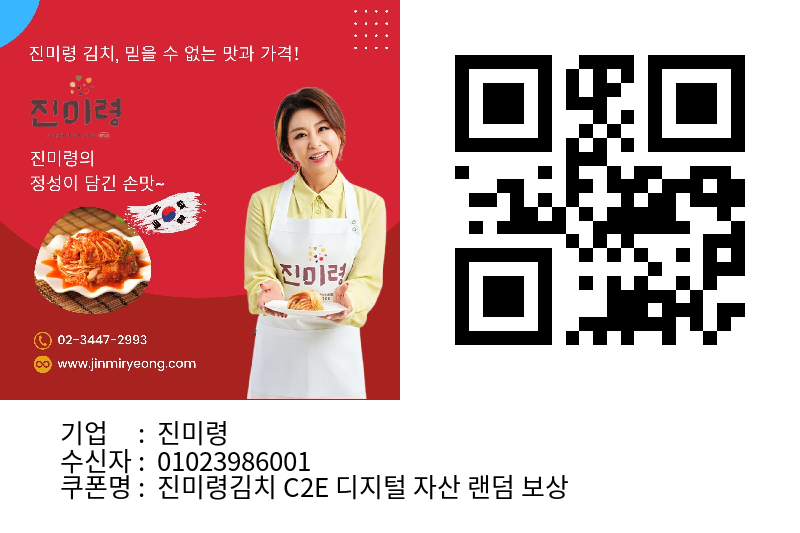 진미령 김치, 믿을 수 없는 맛과 가격!
진미령
진미령의
정성이 담긴 손맛~
진미령
02-3447-2993
www.jinmiryeong.com
기업 : 진미령
수신자 : 01023986001
쿠폰명 : 진미령김치 C2E 디지털 자산 랜덤 보상